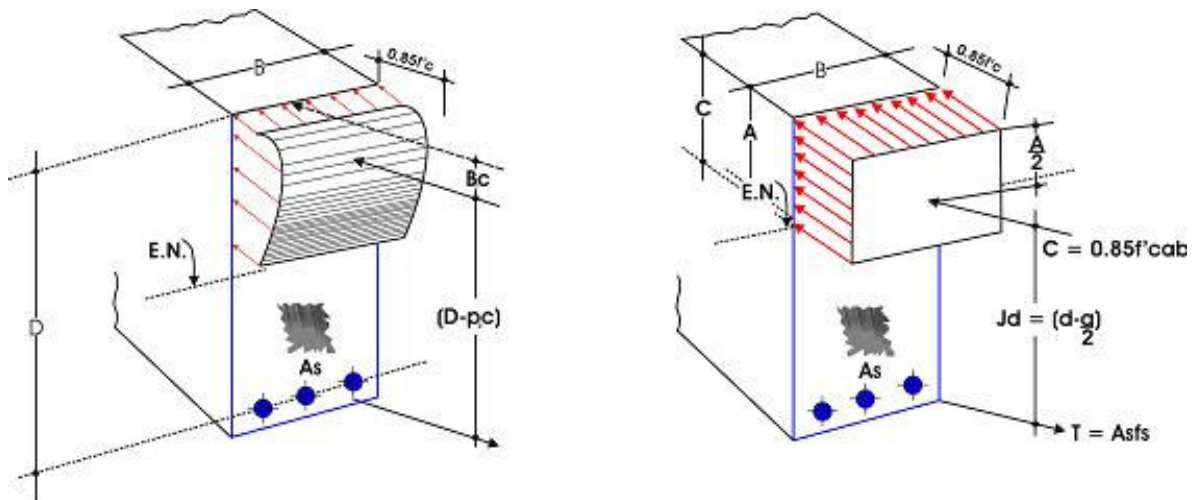 B
0.85f'c
Bc
E.N.
D
(D-pc)
As
B
0.85f'c
C
A
A
2
E.N.
C = 0.85f'cab
Jd = (d-g)
2
As
T = Asfs